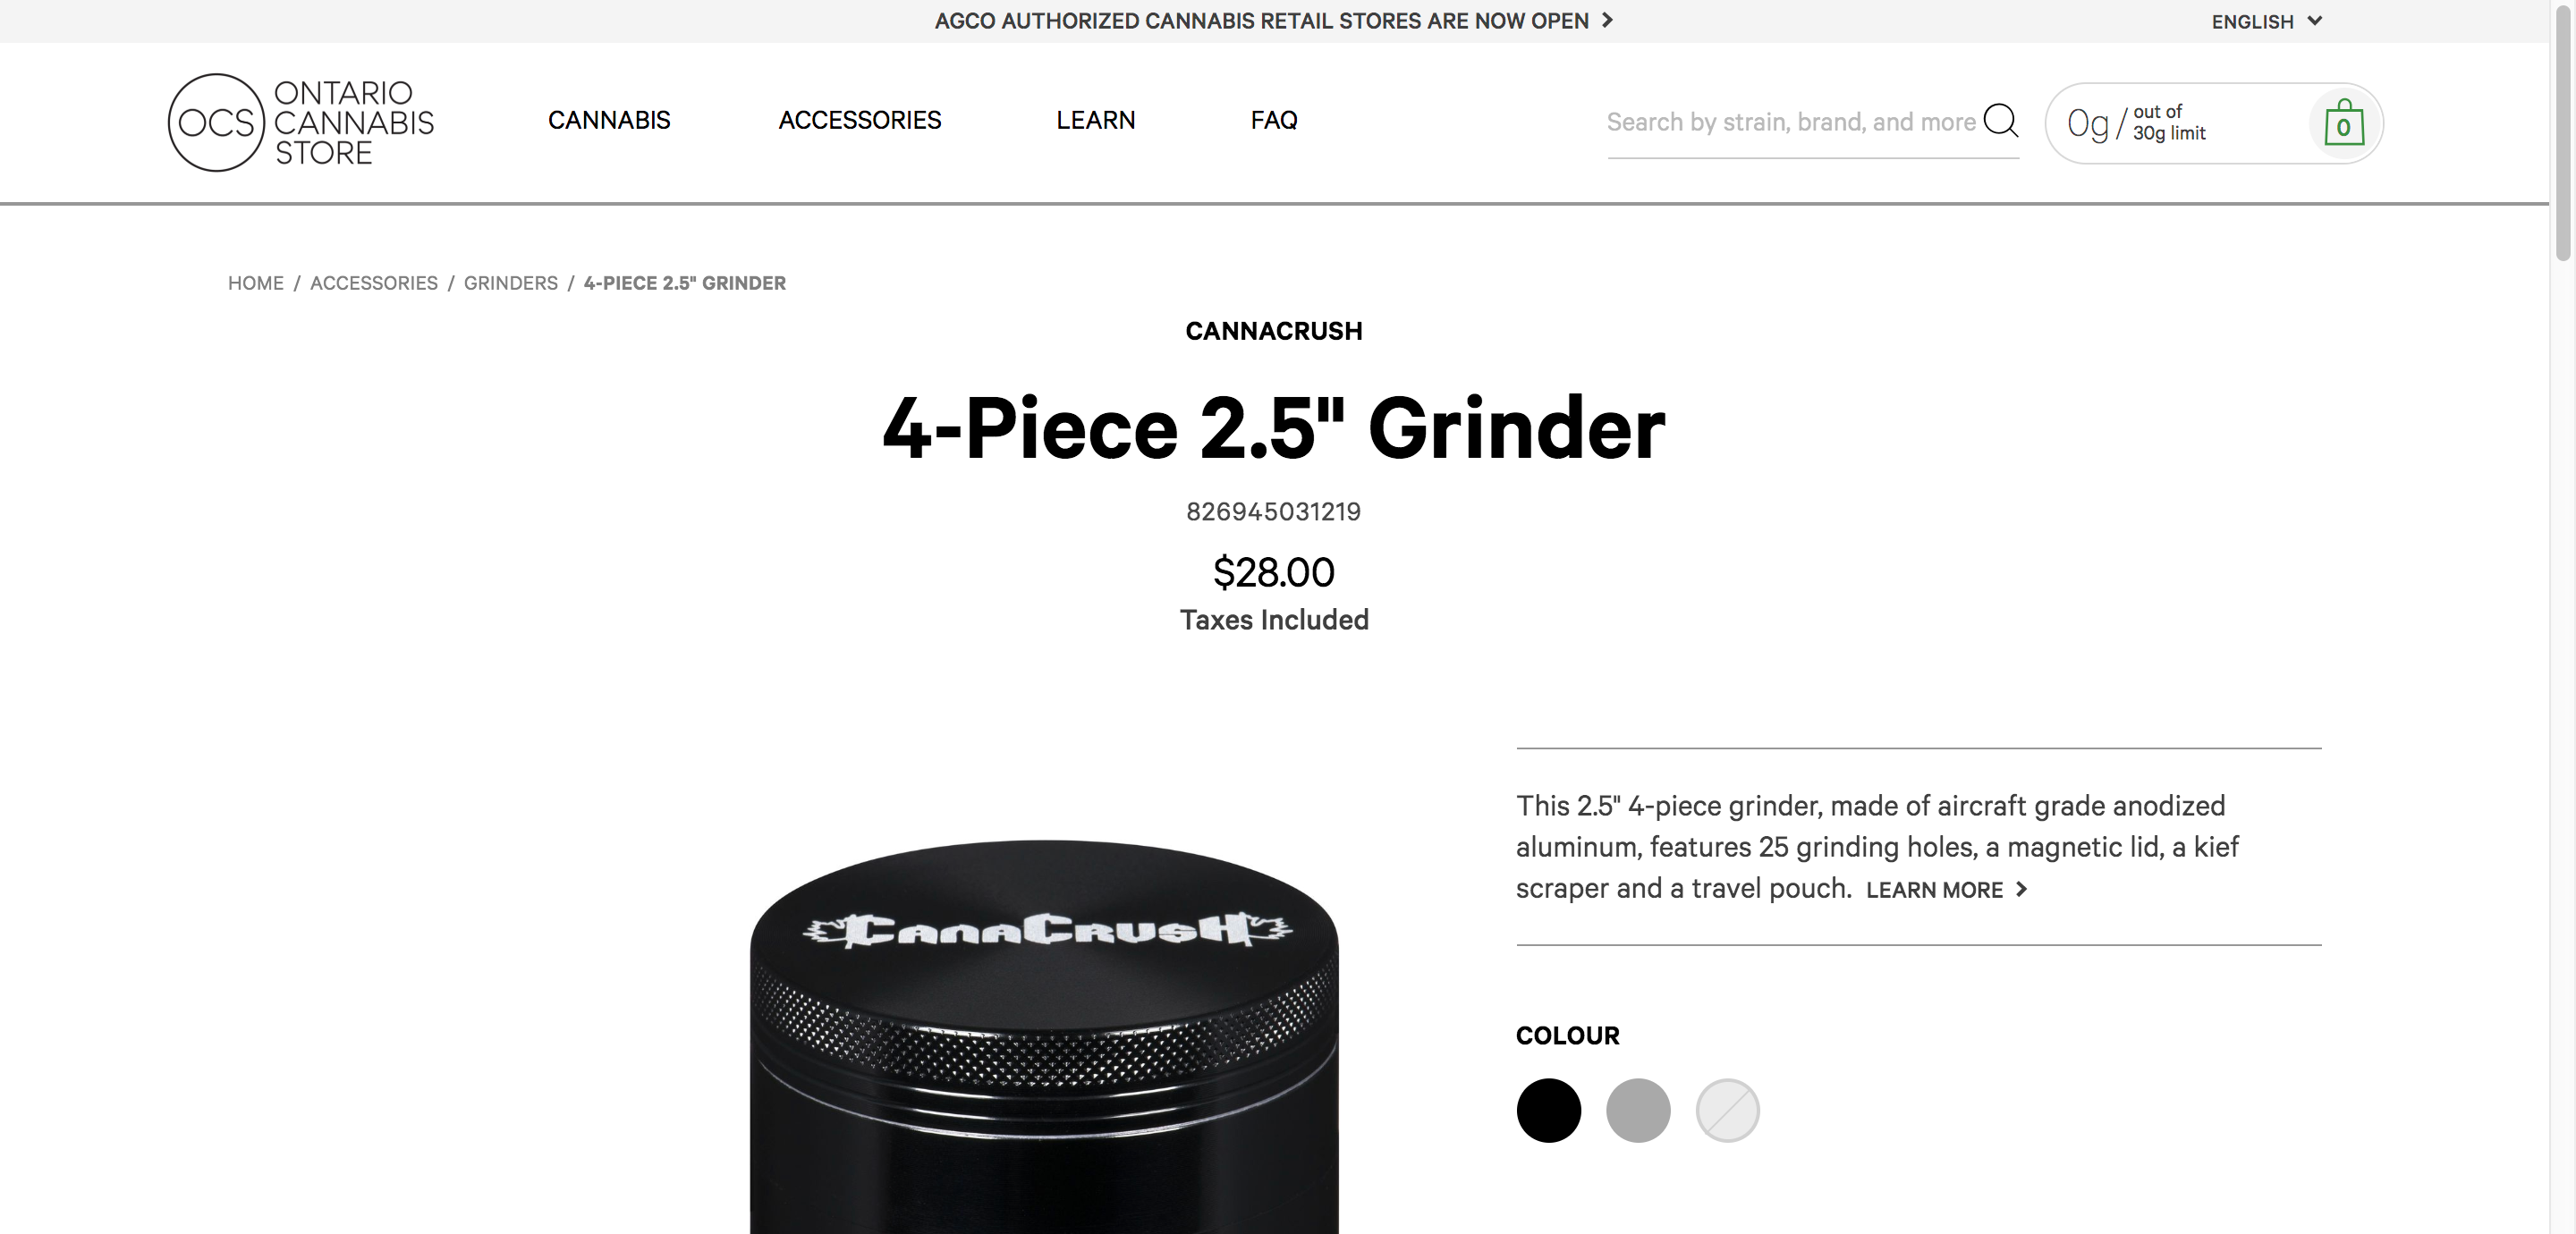 AGCO AUTHORIZED CANNABIS RETAIL STORES ARE NOW OPEN
ENGLISH
OCS
ONTARIO
CANNABIS
STORE
CANNABIS
ACCESSORIES
LEARN
FAQ
Search by strain, brand, and more
0g / out of
30g limit
0
HOME / ACCESSORIES / GRINDERS / 4-PIECE 2.5" GRINDER
CANNACRUSH
4-Piece 2.5" Grinder
826945031219
$28.00
Taxes Included
This 2.5" 4-piece grinder, made of aircraft grade anodized
aluminum, features 25 grinding holes, a magnetic lid, a kief
scraper and a travel pouch. LEARN MORE
CANACRUSH
COLOUR